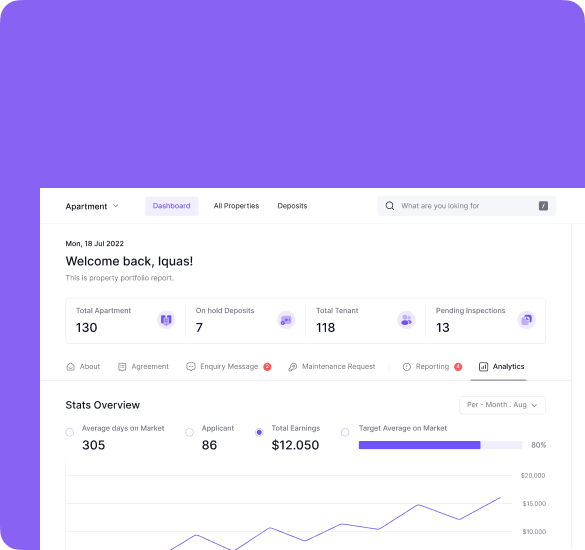 Apartment Dashboard All Properties Deposits What are you loking for /
Mon, 18 Jul 2022
Welcome back, Iquas!
This is property portfolio report.
Total Apartment On hold Deposits Total Tenant Pending Inspections
130 7 118 13
About Agreement Enquiry Message 2 Maintenance Request Reporting 4 Analytics
Stats Overview Per - Month . Aug
Average days on Market Applicant Total Earnings Target Average on Market
305 86 $12.050 80%
$20.000
$15.000
$10.000